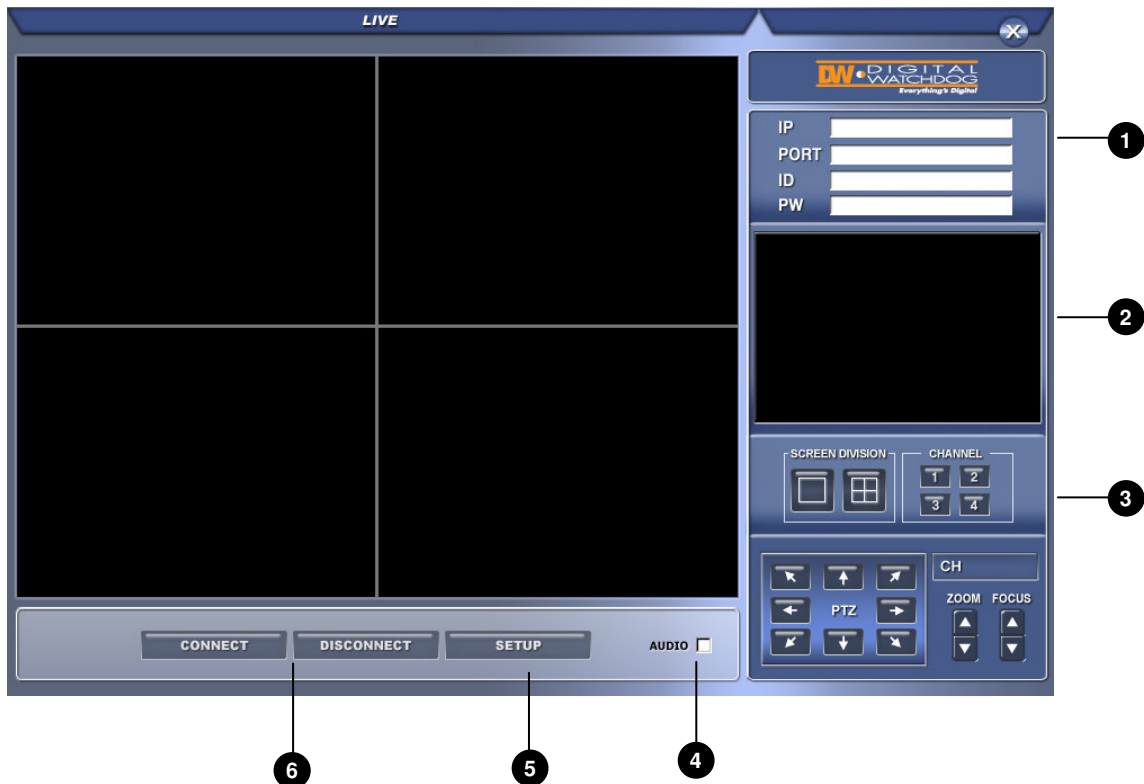 LIVE
X
DW DIGITAL
WATCHDOG
Everything's Digital
IP
PORT
ID
PW
1
2
SCREEN DIVISION
CHANNEL
1 2
3 4
3
CH
PTZ
ZOOM FOCUS
CONNECT DISCONNECT SETUP AUDIO
6 5 4